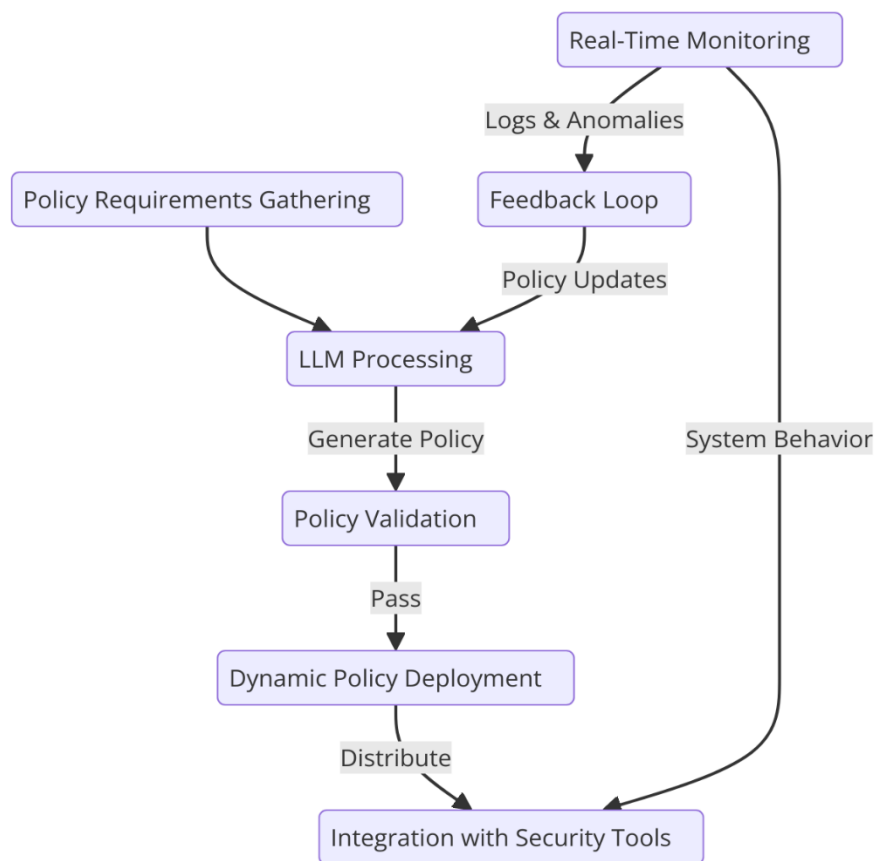 Real-Time Monitoring
Logs & Anomalies
Policy Requirements Gathering
Feedback Loop
Policy Updates
LLM Processing
Generate Policy
System Behavior
Policy Validation
Pass
Dynamic Policy Deployment
Distribute
Integration with Security Tools